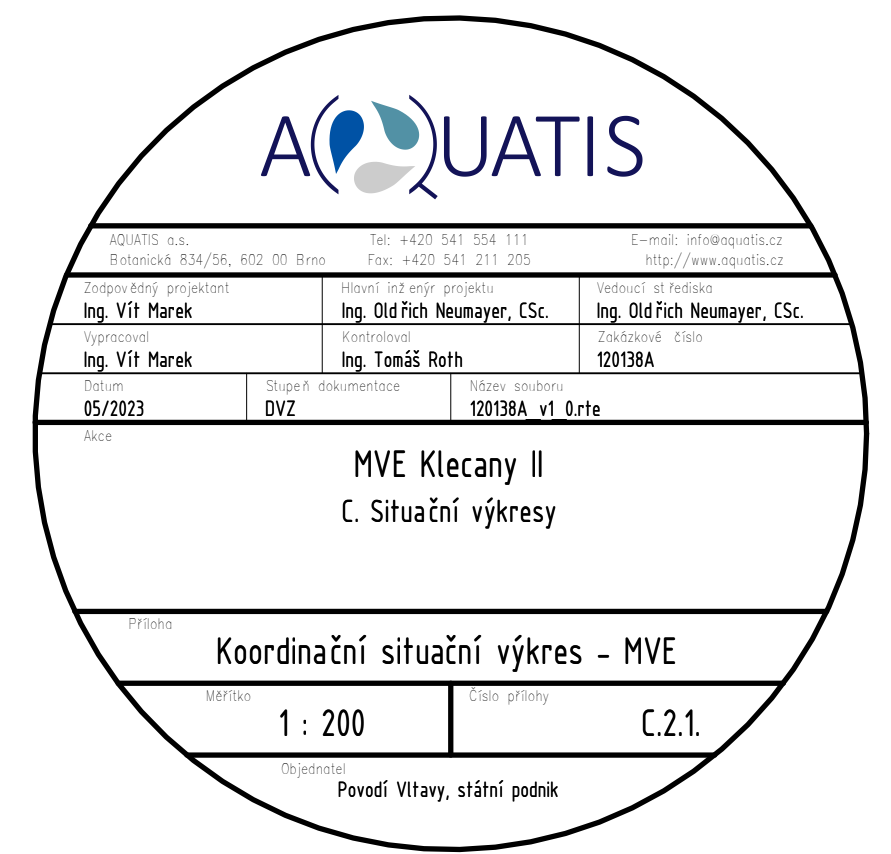 AQUATIS
AQUATIS a.s. Tel: +420 541 554 111 E-mail: info@aquatis.cz
Botanická 834/56, 602 00 Brno Fax: +420 541 211 205 http://www.aquatis.cz
Zodpovědný projektant Hlavní inženýr projektu Vedoucí střediska
Ing. Vít Marek Ing. Oldřich Neumayer, CSc. Ing. Oldřich Neumayer, CSc.
Vypracoval Kontroloval Zakázkové číslo
Ing. Vít Marek Ing. Tomáš Roth 120138A
Datum Stupeň dokumentace Název souboru
05/2023 DVZ 120138A_v1_0.rte
Akce
MVE Klecany II
C. Situační výkresy
Příloha
Koordinační situační výkres - MVE
Měřítko Číslo přílohy
1 : 200 C.2.1.
Objednatel
Povodí Vltavy, státní podnik